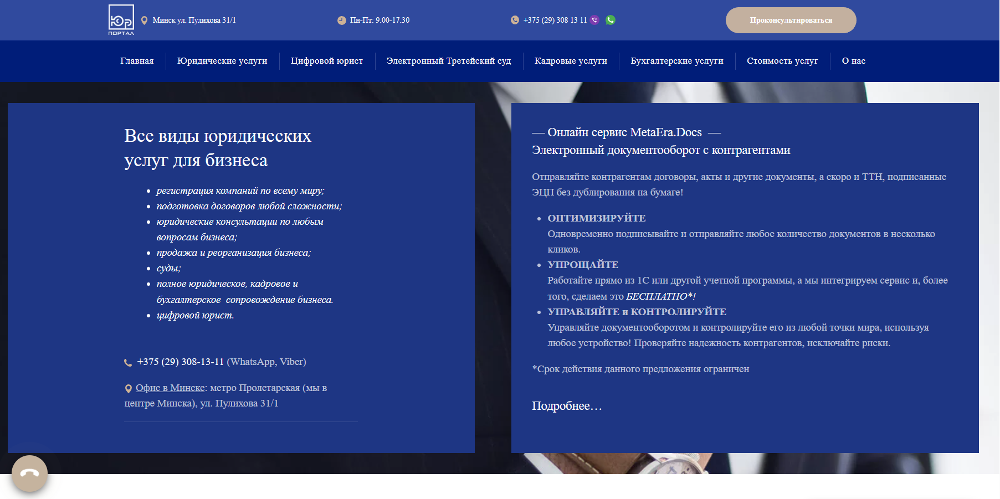 Юр
ПОРТАЛ
Минск ул. Пулихова 31/1
Пн-Пт: 9.00-17.30
+375 (29) 308 13 11
Проконсультироваться
Главная
Юридические услуги
Цифровой юрист
Электронный Третейский суд
Кадровые услуги
Бухгалтерские услуги
Стоимость услуг
О нас
Все виды юридических
услуг для бизнеса
регистрация компаний по всему миру;
подготовка договоров любой сложности;
юридические консультации по любым
вопросам бизнеса;
продажа и реорганизация бизнеса;
суды;
полное юридическое, кадровое и
бухгалтерское  сопровождение бизнеса.
цифровой юрист.
+375 (29) 308-13-11 (WhatsApp, Viber)
Офис в Минске: метро Пролетарская (мы в
центре Минска), ул. Пулихова 31/1
— Онлайн сервис MetaEra.Docs  —
Электронный документооборот с контрагентами
Отправляйте контрагентам договоры, акты и другие документы, а скоро и ТТН, подписанные
ЭЦП без дублирования на бумаге!
ОПТИМИЗИРУЙТЕ
Одновременно подписывайте и отправляйте любое количество документов в несколько
кликов.
УПРОЩАЙТЕ
Работайте прямо из 1С или другой учетной программы, а мы интегрируем сервис и, более
того, сделаем это БЕСПЛАТНО*!
УПРАВЛЯЙТЕ и КОНТРОЛИРУЙТЕ
Управляйте документооборотом и контролируйте его из любой точки мира, используя
любое устройство! Проверяйте надежность контрагентов, исключайте риски.
*Срок действия данного предложения ограничен
Подробнее…